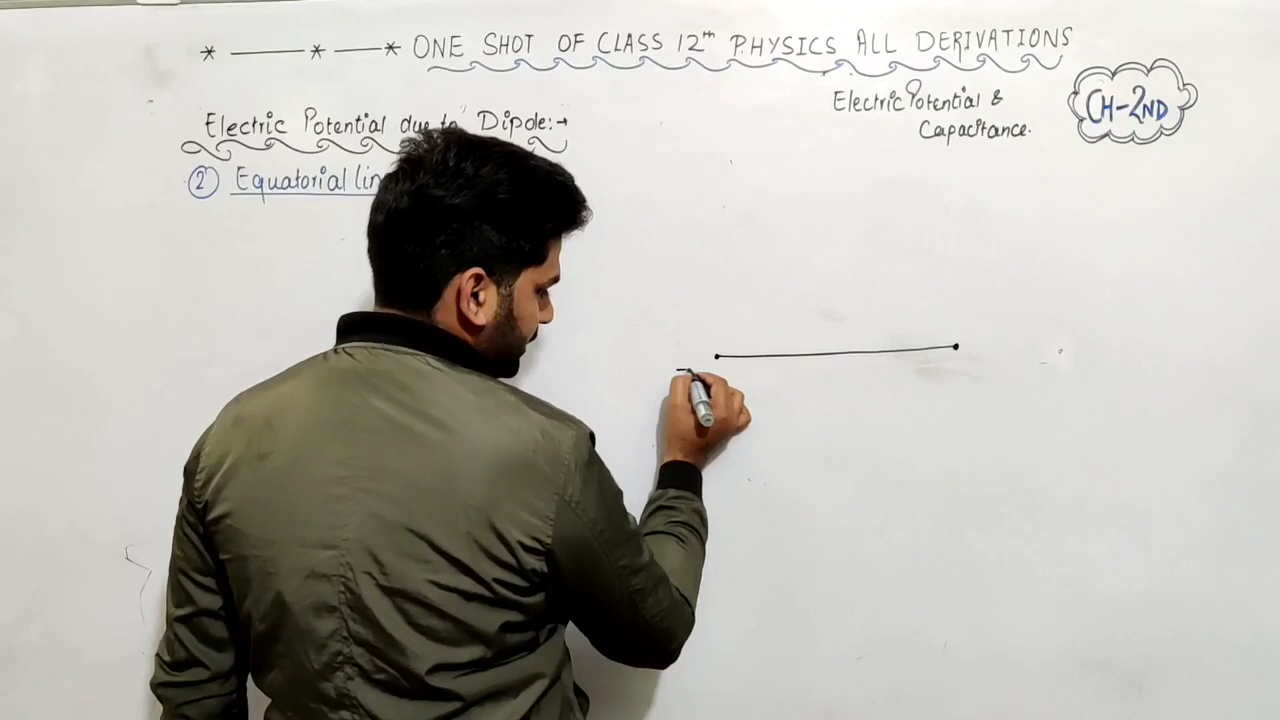 * —— * — * ONE SHOT OF CLASS 12th PHYSICS ALL DERIVATIONS
Electric Potential &
Capacitance.
CH-2ND
Electric Potential due to Dipole:→
② Equatorial lin